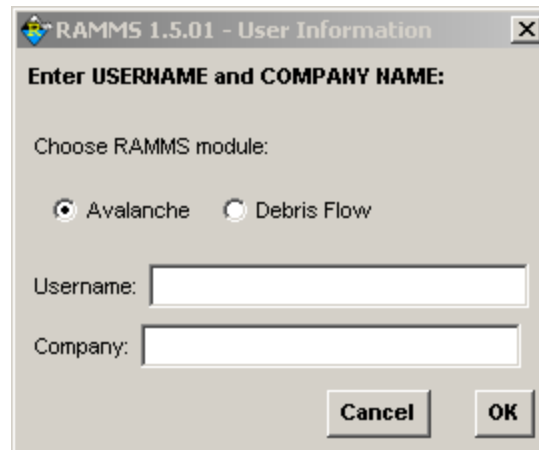 RAMMS 1.5.01 - User Information
Enter USERNAME and COMPANY NAME:
Choose RAMMS module:
Avalanche Debris Flow
Username:
Company:
Cancel OK